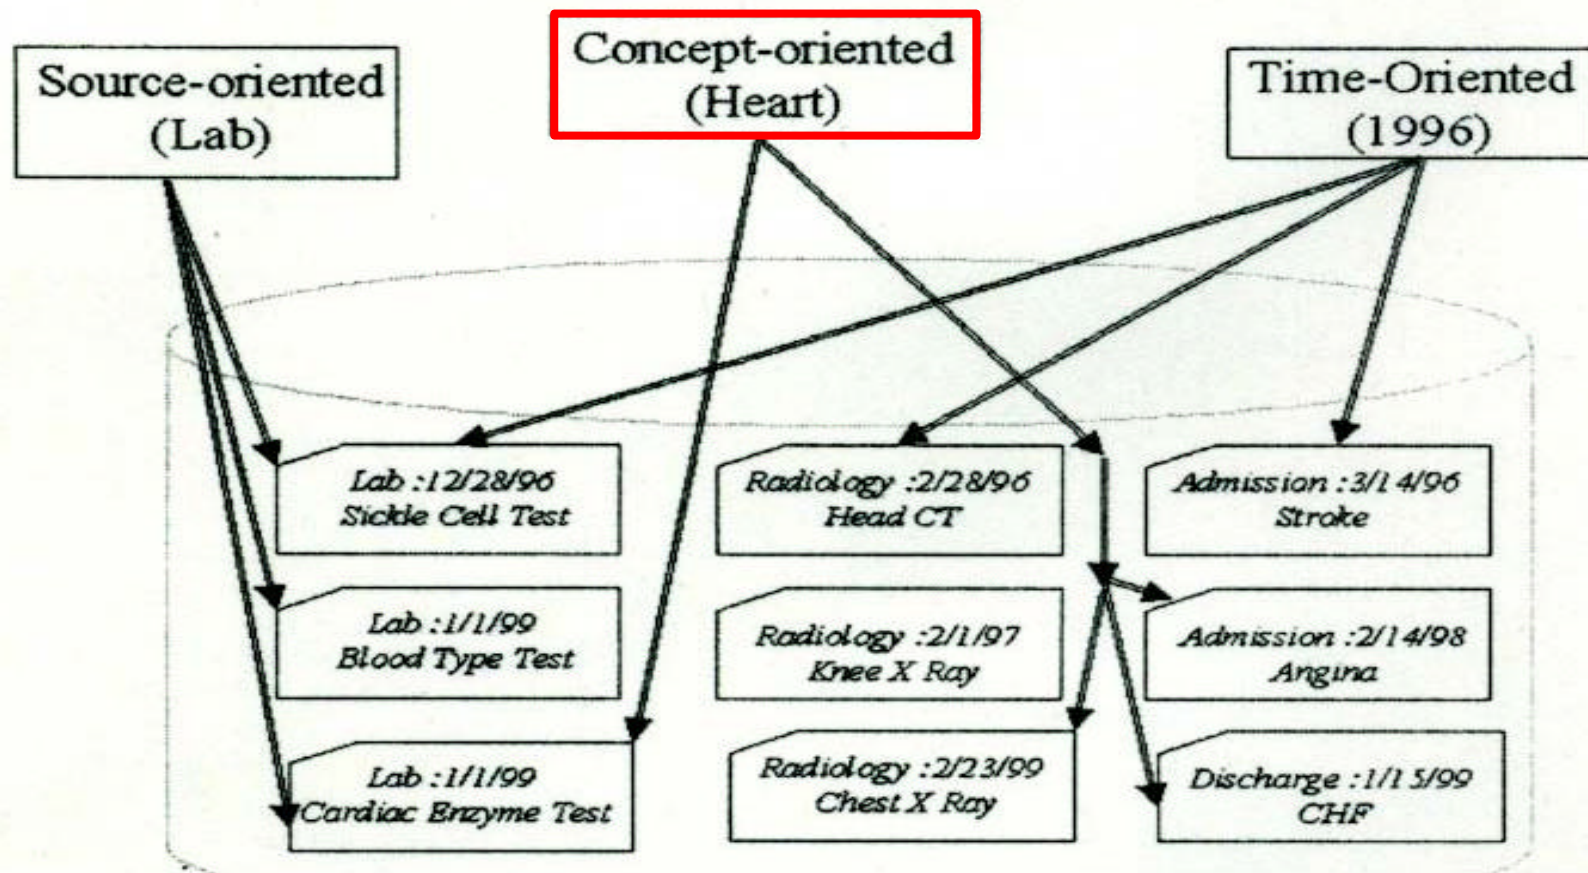 Source-oriented
(Lab)
Concept-oriented
(Heart)
Time-Oriented
(1996)
Lab :12/28/96
Sickle Cell Test
Radiology :2/28/96
Head CT
Admission :3/14/96
Stroke
Lab :1/1/99
Blood Type Test
Radiology :2/1/97
Knee X Ray
Admission :2/14/98
Angina
Lab :1/1/99
Cardiac Enzyme Test
Radiology :2/23/99
Chest X Ray
Discharge :1/15/99
CHF